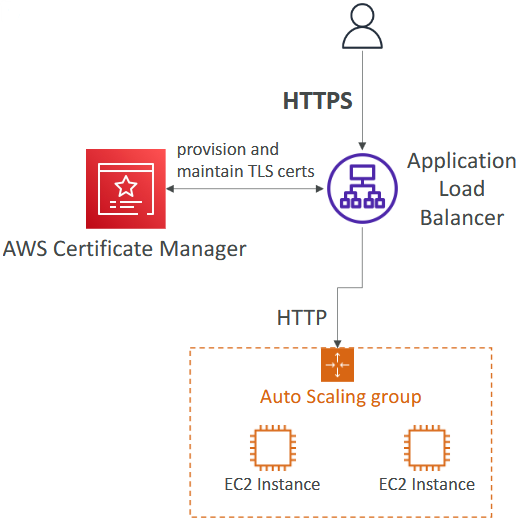 HTTPS
provision and
maintain TLS certs
Application
Load
Balancer
AWS Certificate Manager
HTTP
Auto Scaling group
EC2 Instance
EC2 Instance